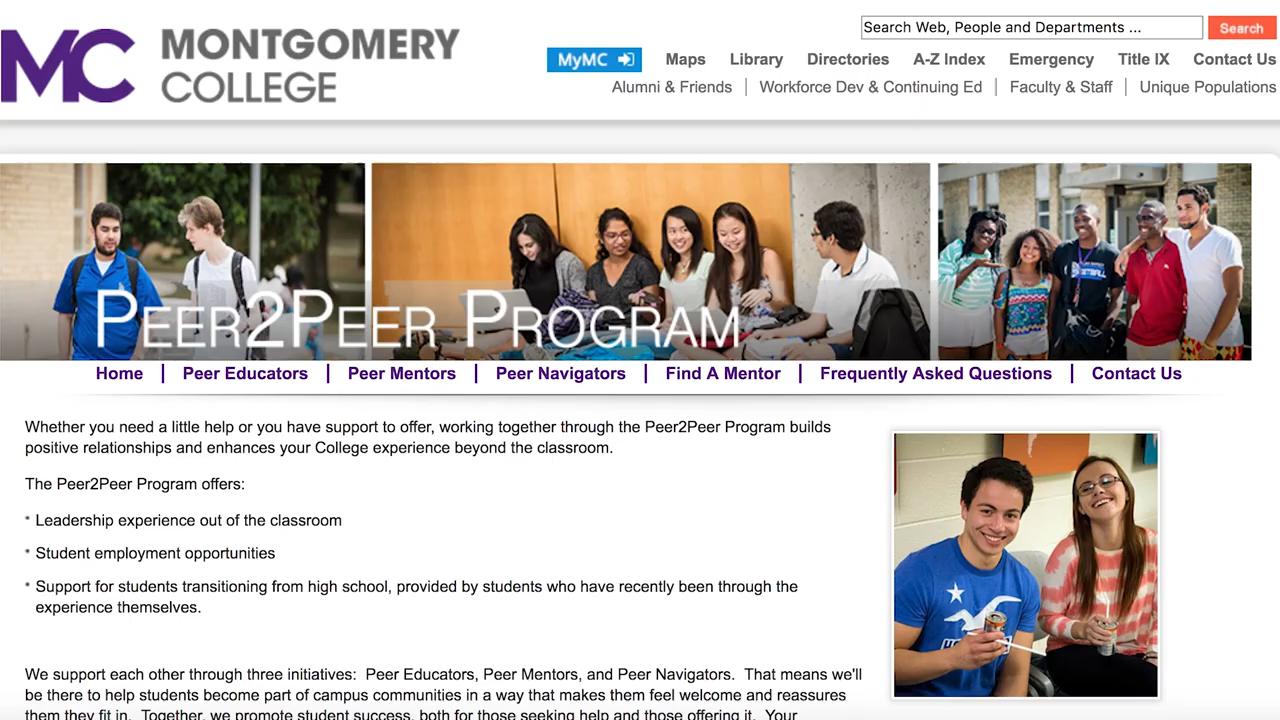 Search Web, People and Departments ...
Search
MC MONTGOMERY
COLLEGE
MyMC Maps Library Directories A-Z Index Emergency Title IX Contact Us
Alumni & Friends | Workforce Dev & Continuing Ed | Faculty & Staff | Unique Populations
PEER2PEER PROGRAM
Home | Peer Educators | Peer Mentors | Peer Navigators | Find A Mentor | Frequently Asked Questions | Contact Us
Whether you need a little help or you have support to offer, working together through the Peer2Peer Program builds
positive relationships and enhances your College experience beyond the classroom.
The Peer2Peer Program offers:
* Leadership experience out of the classroom
* Student employment opportunities
* Support for students transitioning from high school, provided by students who have recently been through the
experience themselves.
We support each other through three initiatives:  Peer Educators, Peer Mentors, and Peer Navigators.  That means we'll
be there to help students become part of campus communities in a way that makes them feel welcome and reassures
them they fit in.  Together, we promote student success, both for those seeking help and those offering it.  Your